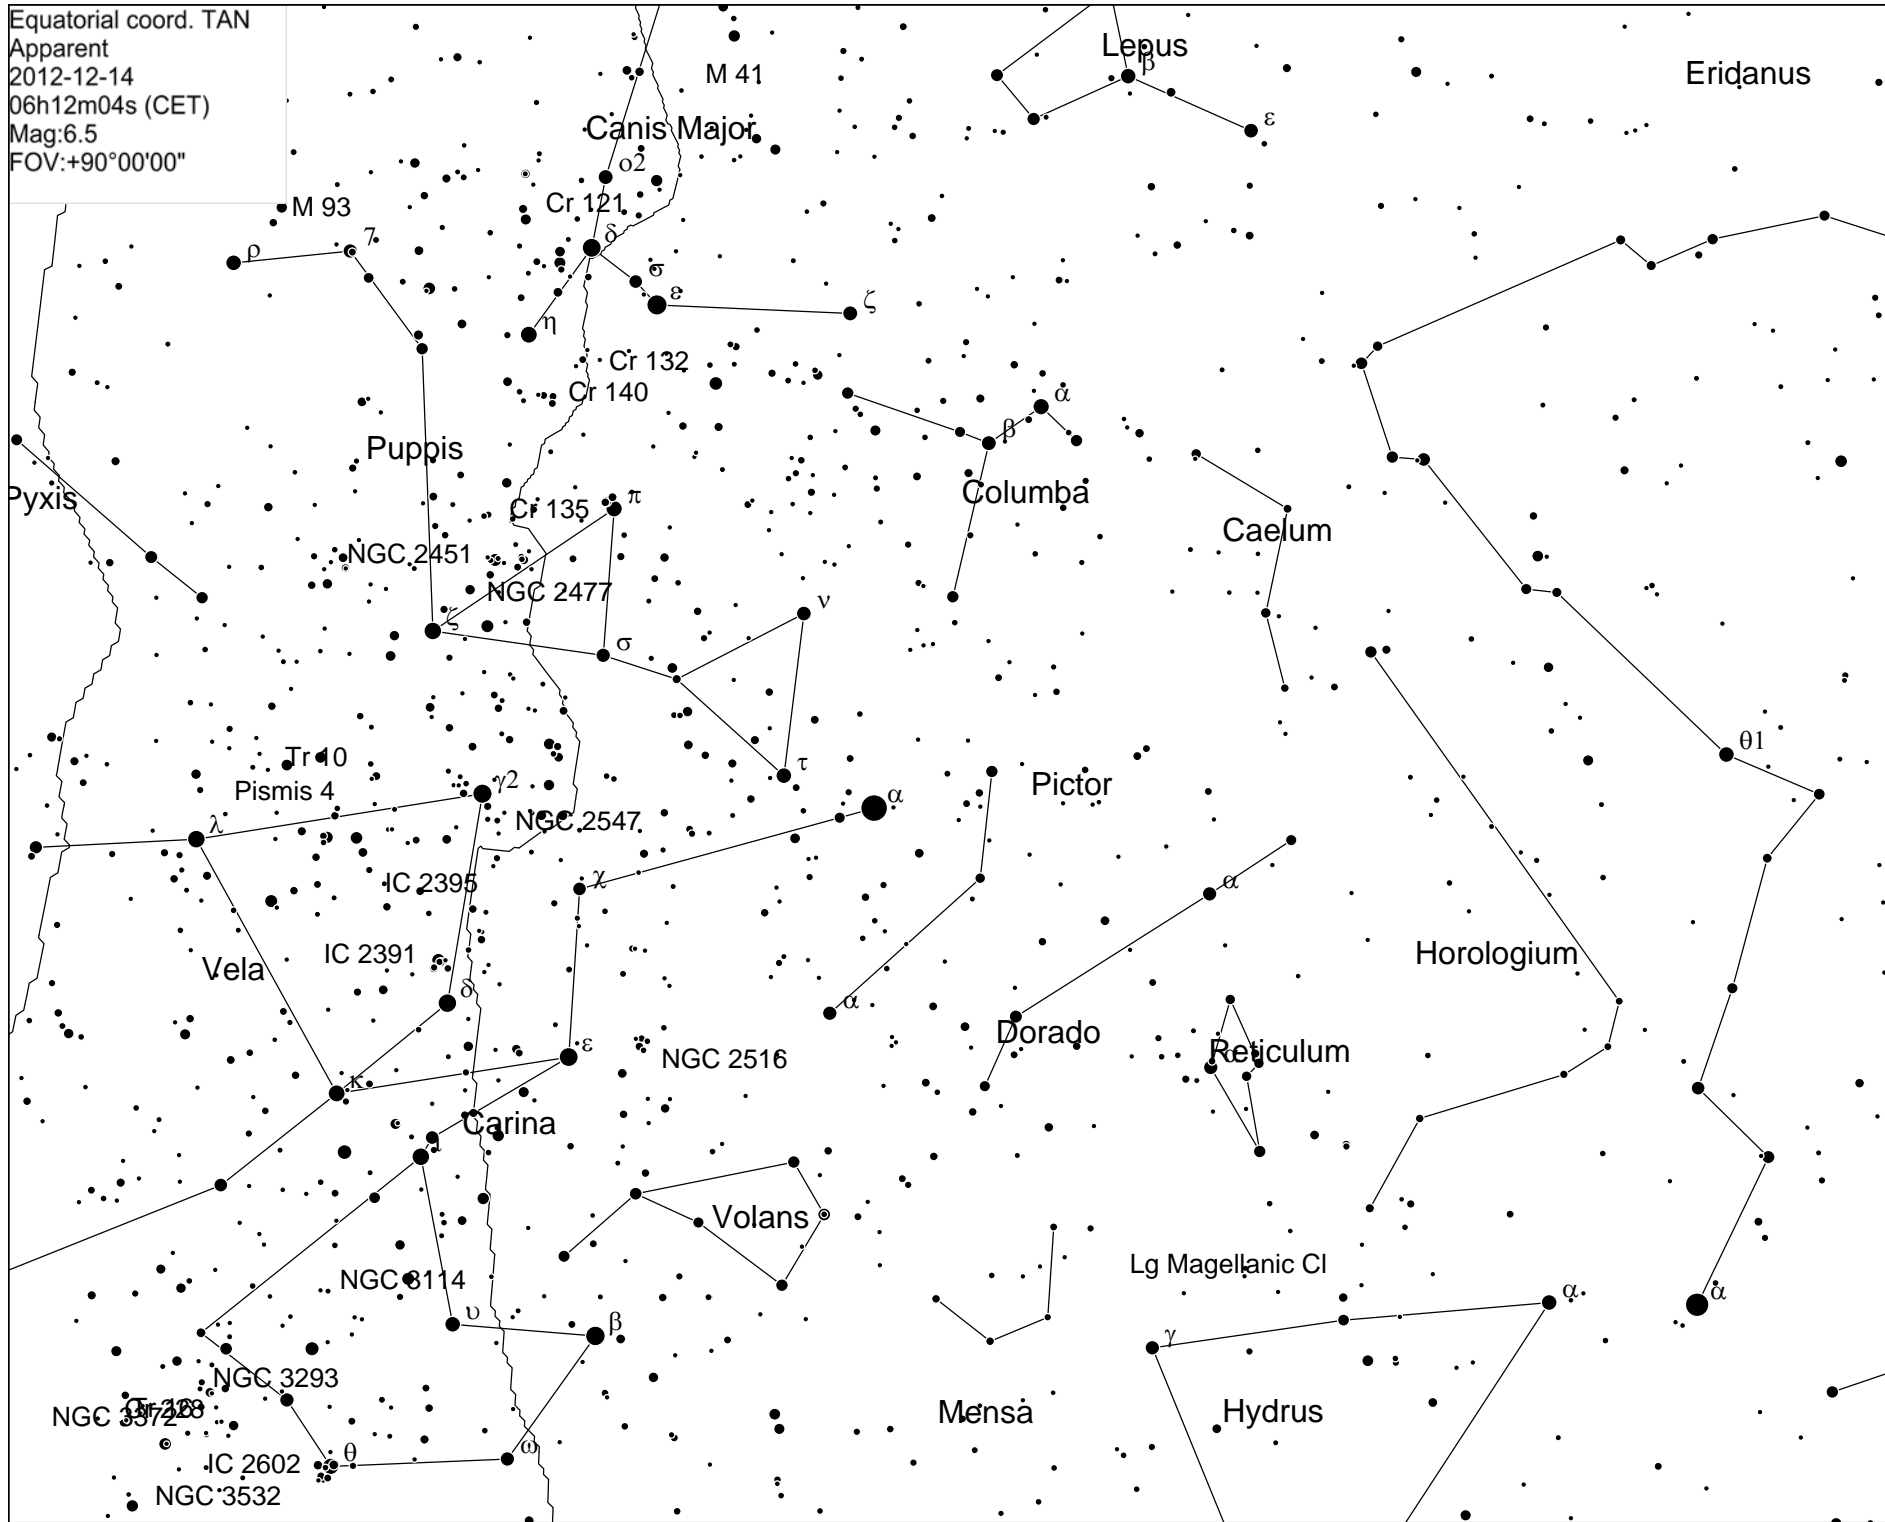 Equatorial coord. TAN
Apparent
2012-12-14
06h12m04s (CET)
Mag:6.5
FOV:+90°00'00"
Lepus
β
M 41
Eridanus
Canis Major
ε
ο2
Cr 121
M 93
7
δ
ρ
σ
ε
ζ
η
Cr 132
Cr 140
α
β
Puppis
Pyxis
π
Columba
Cr 135
Caelum
NGC 2451
NGC 2477
ν
ζ
σ
θ1
Tr 10
τ
γ2
Pictor
Pismis 4
α
λ
NGC 2547
χ
IC 2395
α
IC 2391
Vela
Horologium
δ
α
Dorado
ε
Reticulum
α
NGC 2516
κ
Carina
ι
Volans
Lg Magellanic Cl
NGC 3114
α
α
υ
β
γ
NGC 3293
NGC 3372
Mensa
Hydrus
θ
ω
IC 2602
NGC 3532